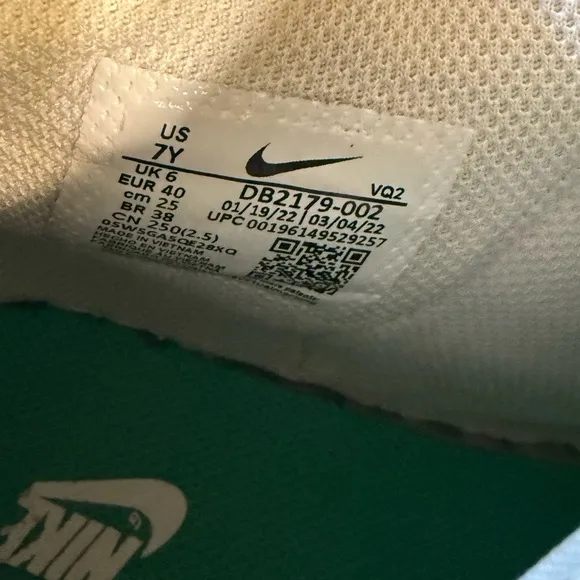 US
7Y
VQ2
UK 6
EUR 40
cm 25
BR 38
CN 250(2.5)
DB2179-002
01/19/22 | 03/04/22
UPC 00196149529257
05WSGA5QE28XQ
MADE IN VIETNAM
NIKE